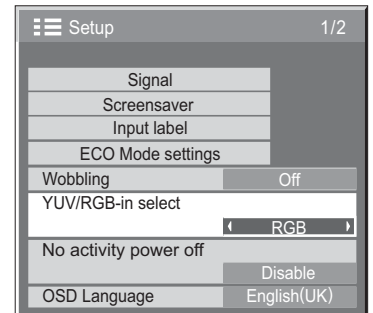 Setup 1/2
Signal
Screensaver
Input label
ECO Mode settings
Wobbling Off
YUV/RGB-in select
RGB
No activity power off
Disable
OSD Language English(UK)